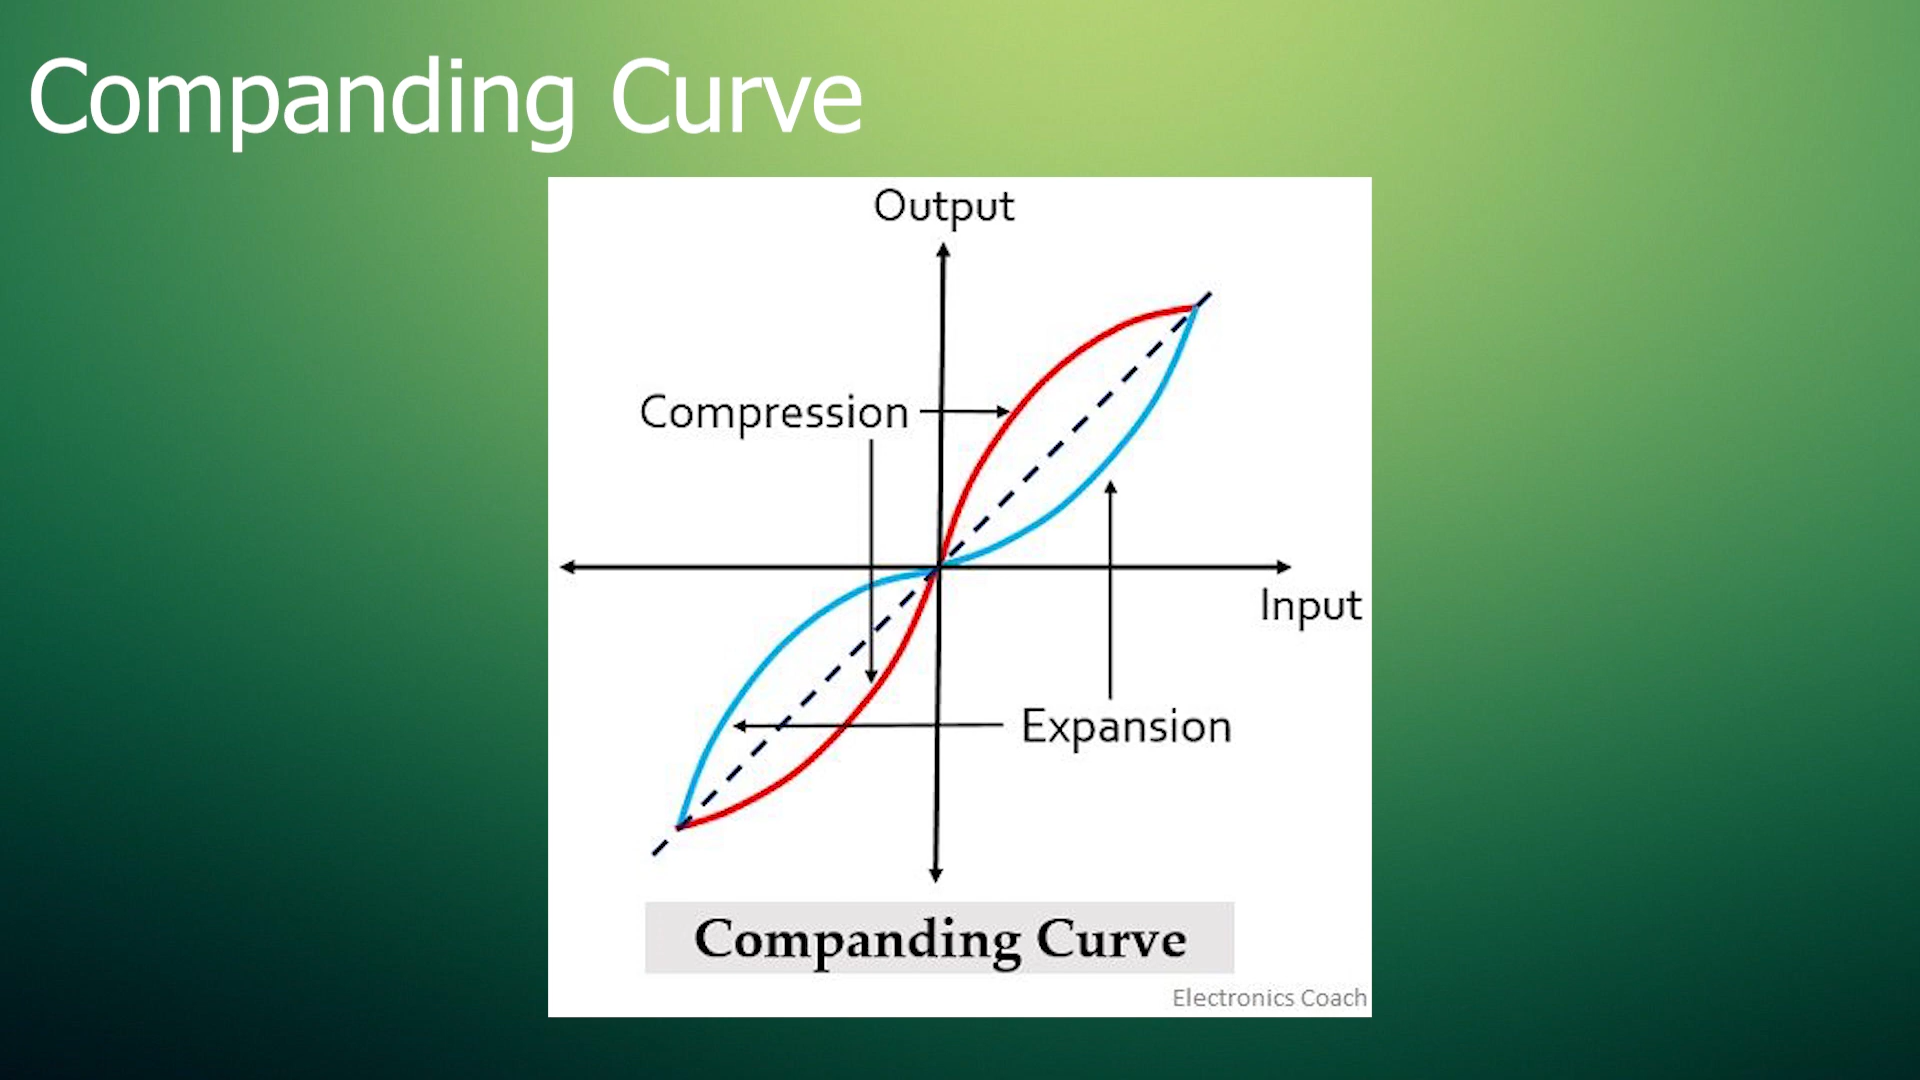 Companding Curve
Output
Compression
Input
Expansion
Companding Curve
Electronics Coach